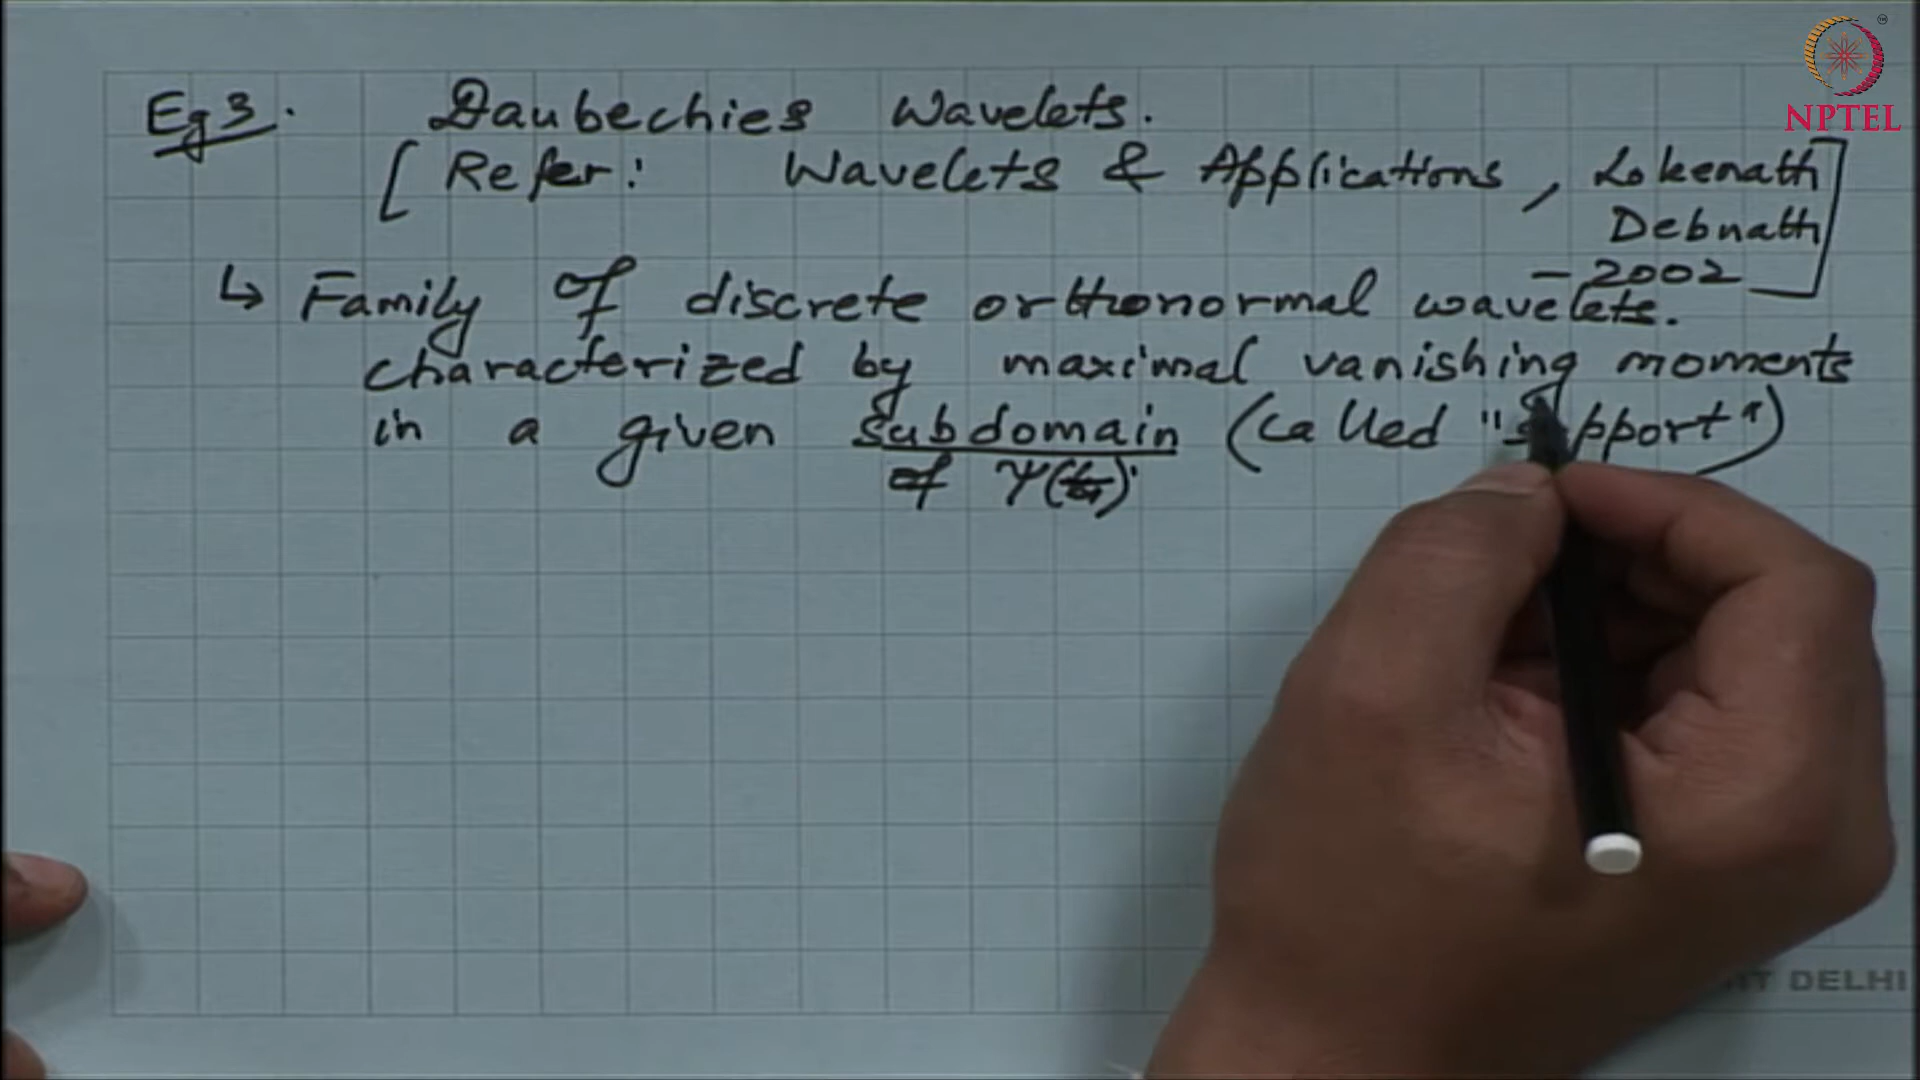 NPTEL
Eg 3. Daubechies Wavelets.
[Refer: Wavelets & Applications, Lokenath
Debnath
- 2002]
↳ Family of discrete orthonormal wavelets.
characterized by maximal vanishing moments
in a given subdomain (called "support")
of Ψ(
IIT DELHI